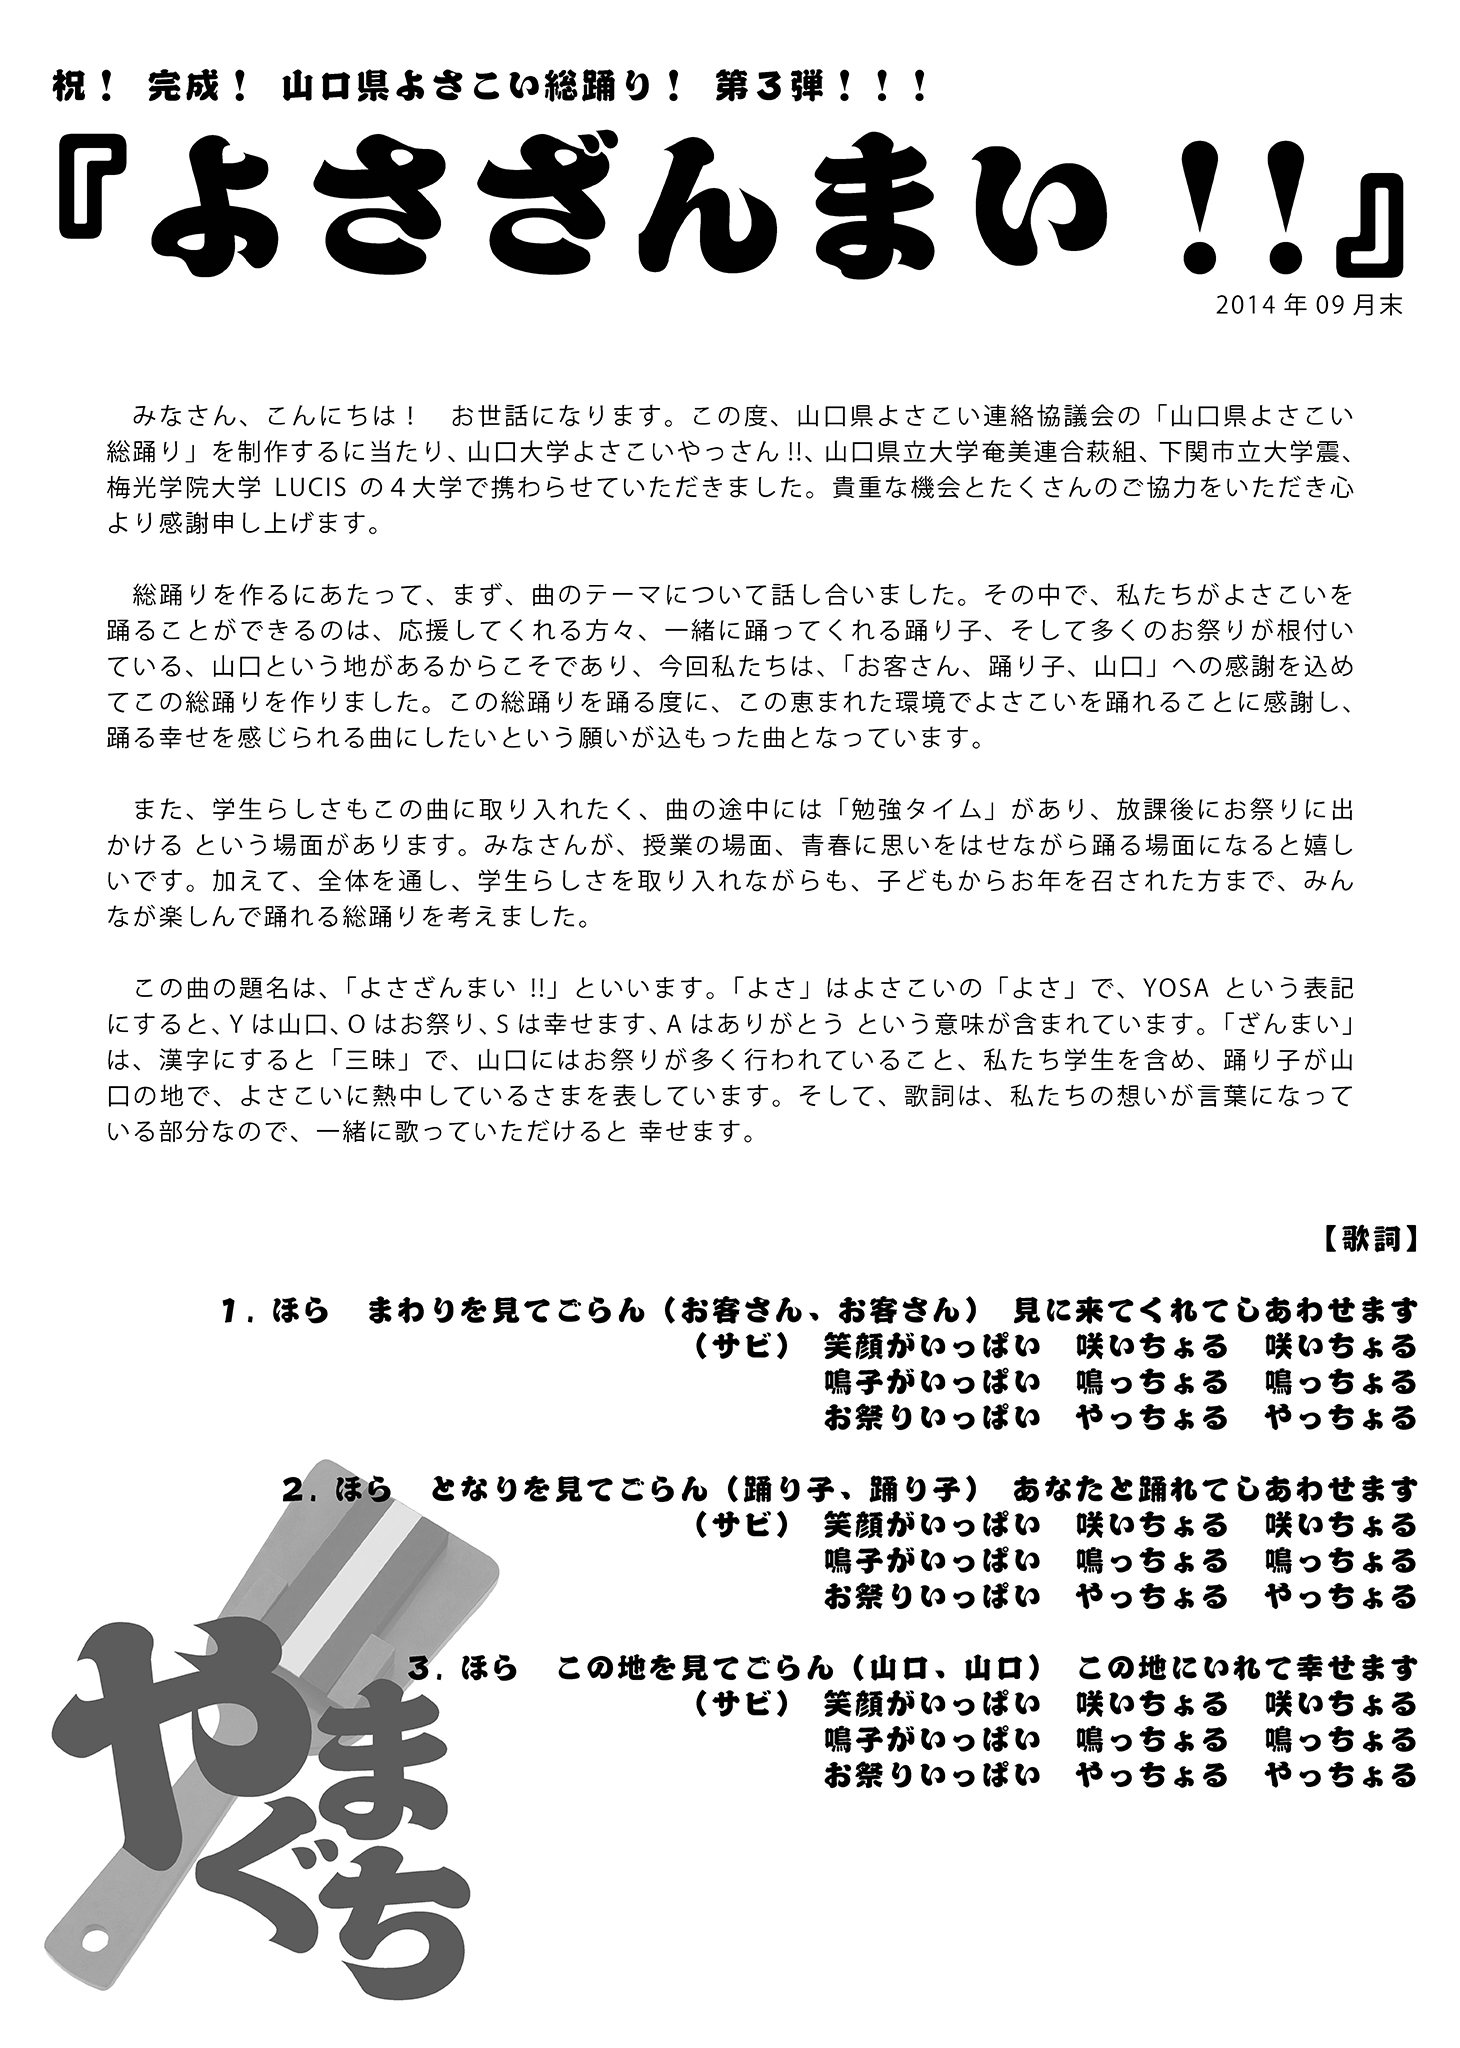 祝！ 完成！ 山口県よさこい総踊り！ 第３弾！！！
『よさざんまい！！』
2014年09月末
みなさん、こんにちは！　お世話になります。この度、山口県よさこい連絡協議会の「山口県よさこい
総踊り」を制作するに当たり、山口大学よさこいやっさん!!、山口県立大学奄美連合萩組、下関市立大学震、
梅光学院大学 LUCIS の４大学で携わらせていただきました。貴重な機会とたくさんのご協力をいただき心
より感謝申し上げます。
総踊りを作るにあたって、まず、曲のテーマについて話し合いました。その中で、私たちがよさこいを
踊ることができるのは、応援してくれる方々、一緒に踊ってくれる踊り子、そして多くのお祭りが根付い
ている、山口という地があるからこそであり、今回私たちは、「お客さん、踊り子、山口」への感謝を込め
てこの総踊りを作りました。この総踊りを踊る度に、この恵まれた環境でよさこいを踊れることに感謝し、
踊る幸せを感じられる曲にしたいという願いが込もった曲となっています。
また、学生らしさもこの曲に取り入れたく、曲の途中には「勉強タイム」があり、放課後にお祭りに出
かける という場面があります。みなさんが、授業の場面、青春に思いをはせながら踊る場面になると嬉し
いです。加えて、全体を通し、学生らしさを取り入れながらも、子どもからお年を召された方まで、みん
なが楽しんで踊れる総踊りを考えました。
この曲の題名は、「よさざんまい !!」といいます。「よさ」はよさこいの「よさ」で、YOSA という表記
にすると、Yは山口、Oはお祭り、Sは幸せます、Aはありがとう という意味が含まれています。「ざんまい」
は、漢字にすると「三昧」で、山口にはお祭りが多く行われていること、私たち学生を含め、踊り子が山
口の地で、よさこいに熱中しているさまを表しています。そして、歌詞は、私たちの想いが言葉になって
いる部分なので、一緒に歌っていただけると 幸せます。
【歌詞】
１．ほら　まわりを見てごらん（お客さん、お客さん）　見に来てくれてしあわせます
（サビ）　笑顔がいっぱい　咲いちょる　咲いちょる
鳴子がいっぱい　鳴っちょる　鳴っちょる
お祭りいっぱい　やっちょる　やっちょる
２．ほら　となりを見てごらん（踊り子、踊り子）　あなたと踊れてしあわせます
（サビ）　笑顔がいっぱい　咲いちょる　咲いちょる
鳴子がいっぱい　鳴っちょる　鳴っちょる
お祭りいっぱい　やっちょる　やっちょる
３．ほら　この地を見てごらん（山口、山口）　この地にいれて幸せます
（サビ）　笑顔がいっぱい　咲いちょる　咲いちょる
鳴子がいっぱい　鳴っちょる　鳴っちょる
お祭りいっぱい　やっちょる　やっちょる
やまぐち